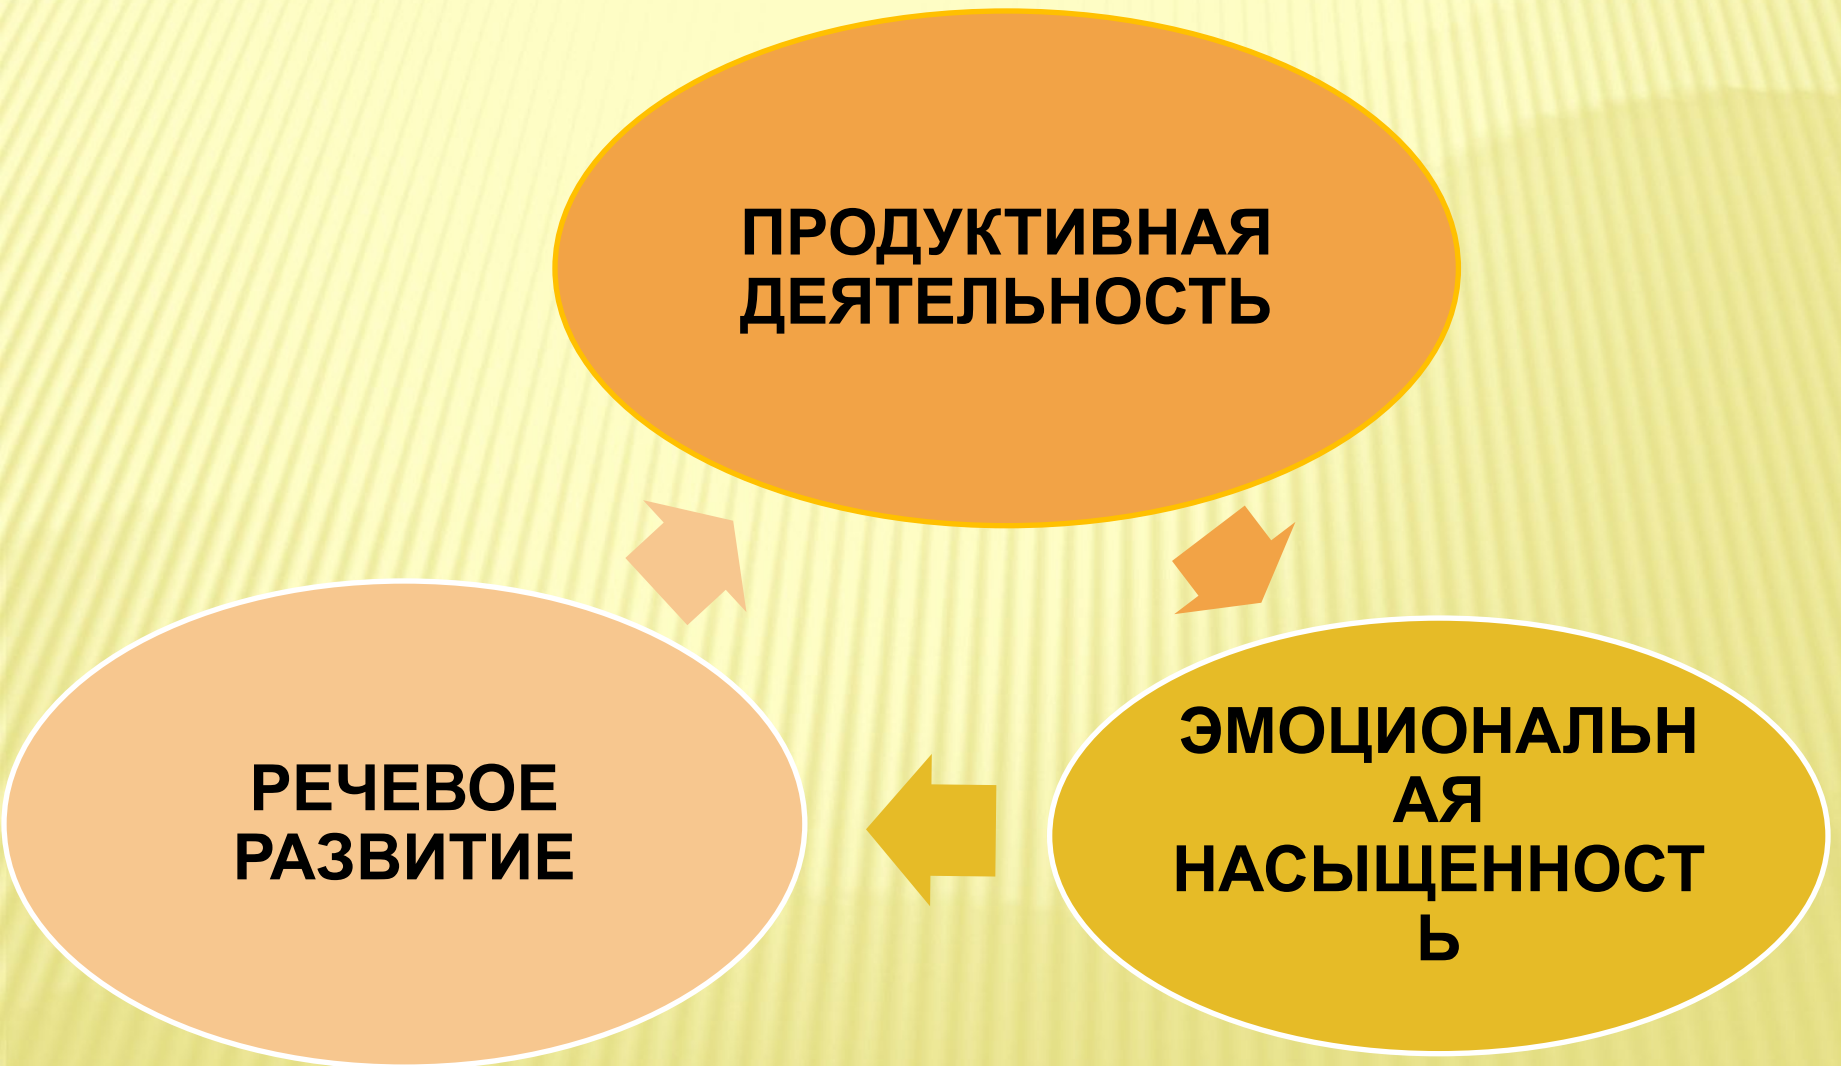 ПРОДУКТИВНАЯ
ДЕЯТЕЛЬНОСТЬ
ЭМОЦИОНАЛЬН
АЯ
НАСЫЩЕННОСТ
Ь
РЕЧЕВОЕ
РАЗВИТИЕ